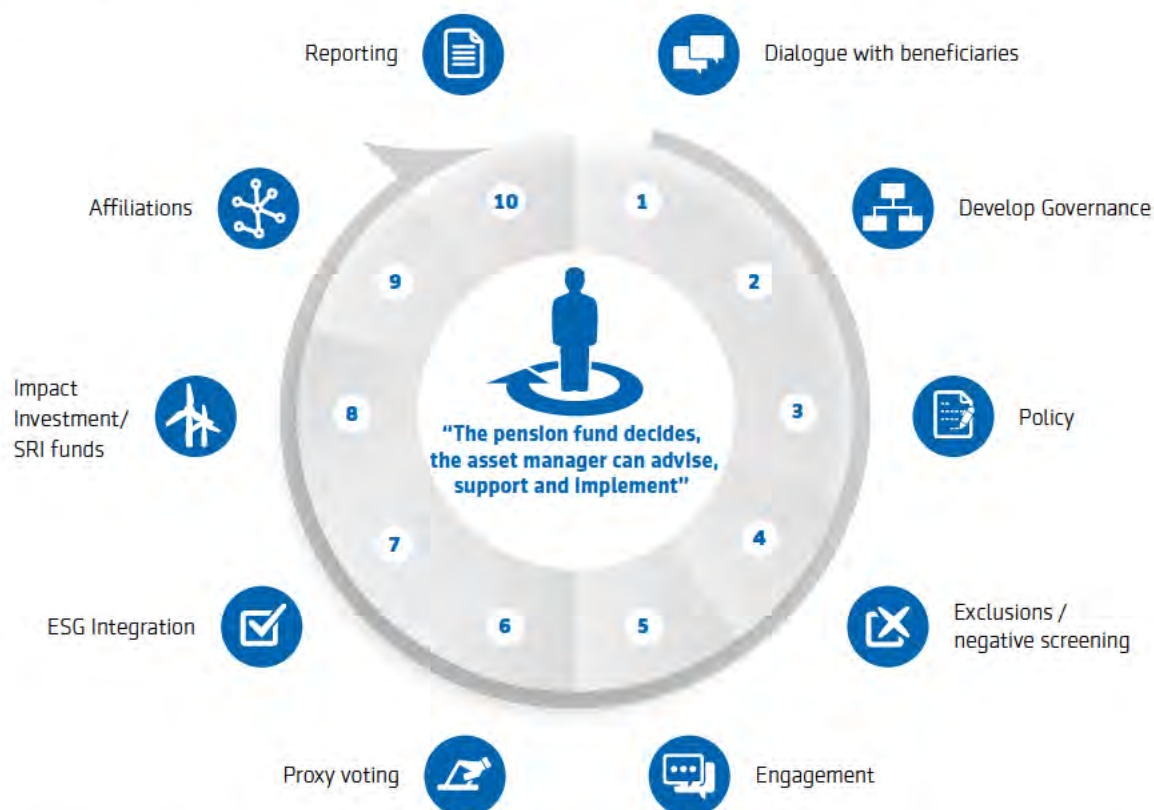 Reporting
Dialogue with beneficiaries
Affiliations
Develop Governance
10
1
9
2
Impact
Investment/
SRI funds
8
3
Policy
"The pension fund decides,
the asset manager can advise,
support and implement"
7
4
ESG Integration
6
5
Exclusions /
negative screening
Proxy voting
Engagement